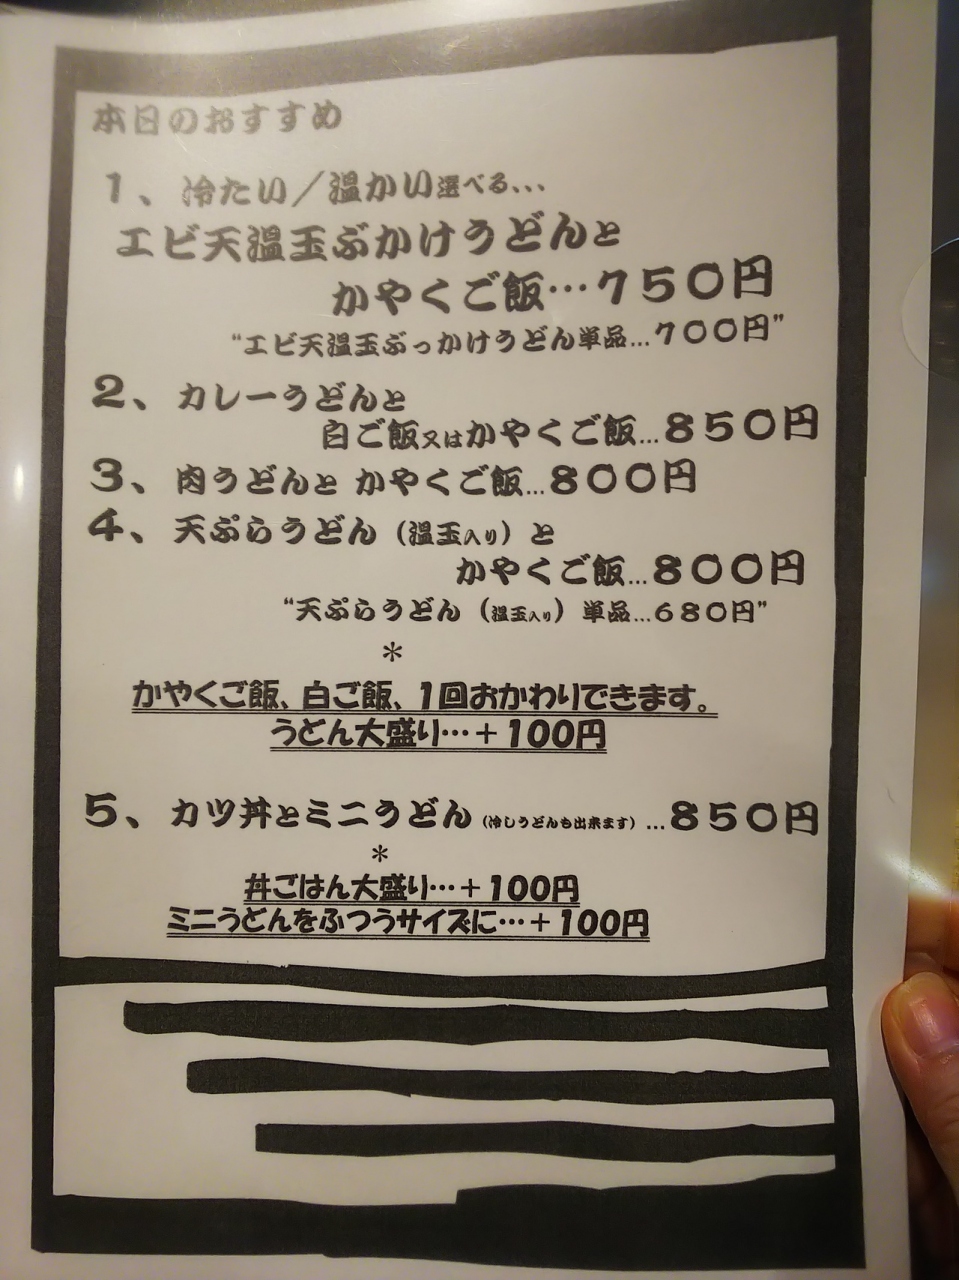 本日のおすすめ
１、冷たい／温かい選べる、、、
エビ天温玉ぶかけうどんと
かやくご飯…７５０円
“エビ天温玉ぶっかけうどん単品…７００円”
２、カレーうどんと
白ご飯又はかやくご飯…８５０円
３、肉うどんと かやくご飯…８００円
４、天ぷらうどん（温玉入り）と
かやくご飯…８００円
“天ぷらうどん（温玉入り）単品…６８０円”
＊
かやくご飯、白ご飯、１回おかわりできます。
うどん大盛り…＋１００円
５、カツ丼とミニうどん（冷しうどんも出来ます）…８５０円
＊
丼ごはん大盛り…＋１００円
ミニうどんをふつうサイズに…＋１００円